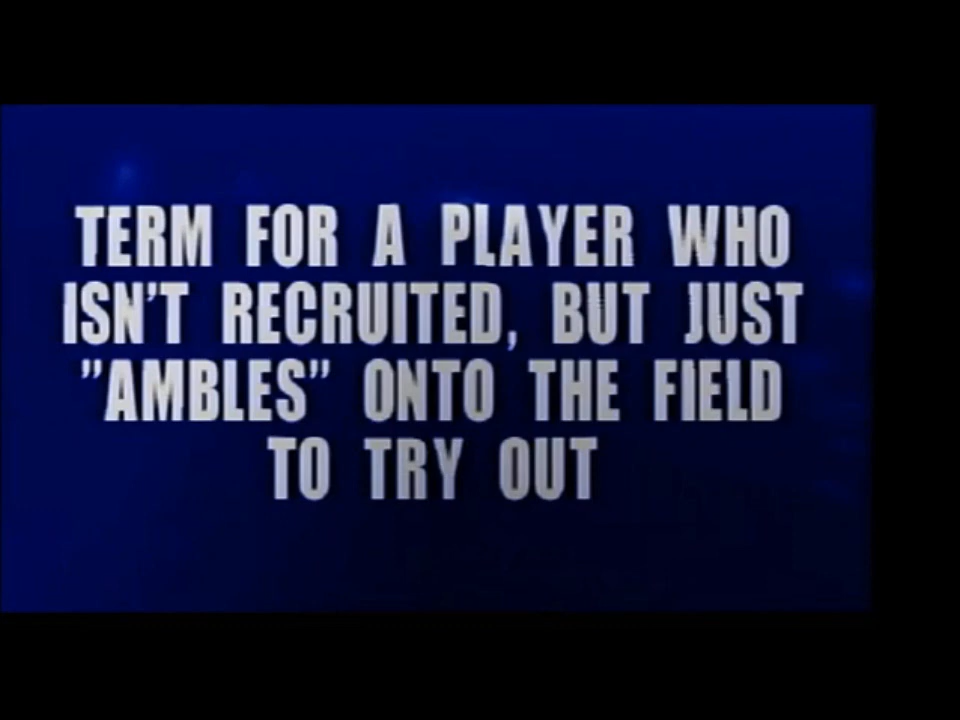 TERM FOR A PLAYER WHO
ISN'T RECRUITED, BUT JUST
"AMBLES" ONTO THE FIELD
TO TRY OUT